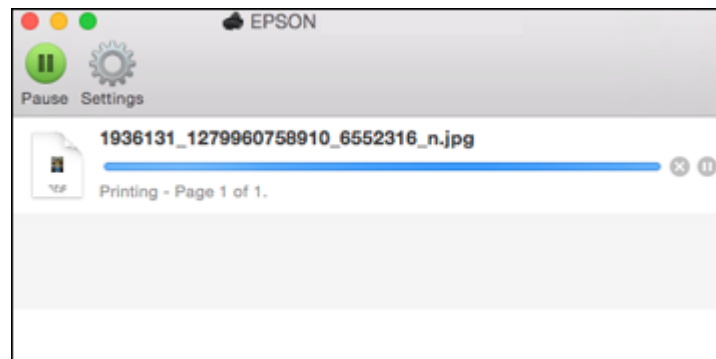 EPSON
Pause Settings
1936131_1279960758910_6552316_n.jpg
Printing - Page 1 of 1.